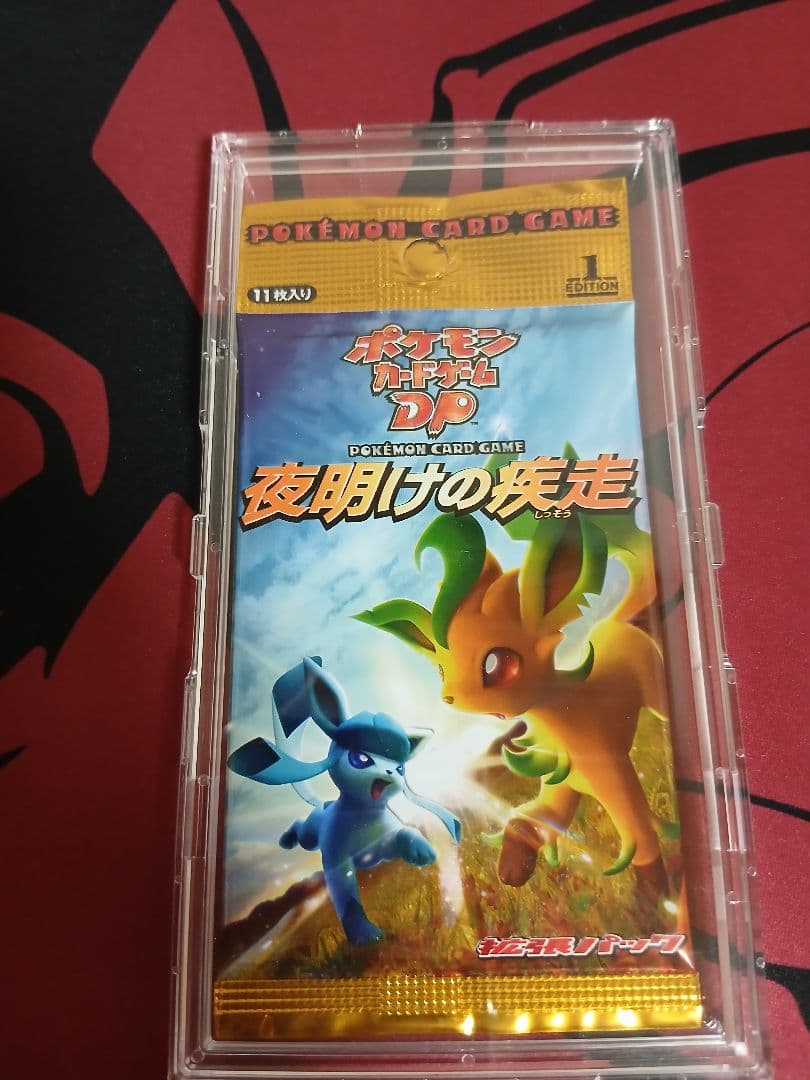 POKÉMON CARD GAME
11枚入り
1
EDITION
ポケモン
カードゲーム
DP™
POKÉMON CARD GAME
夜明けの疾走
しっそう
拡張パック